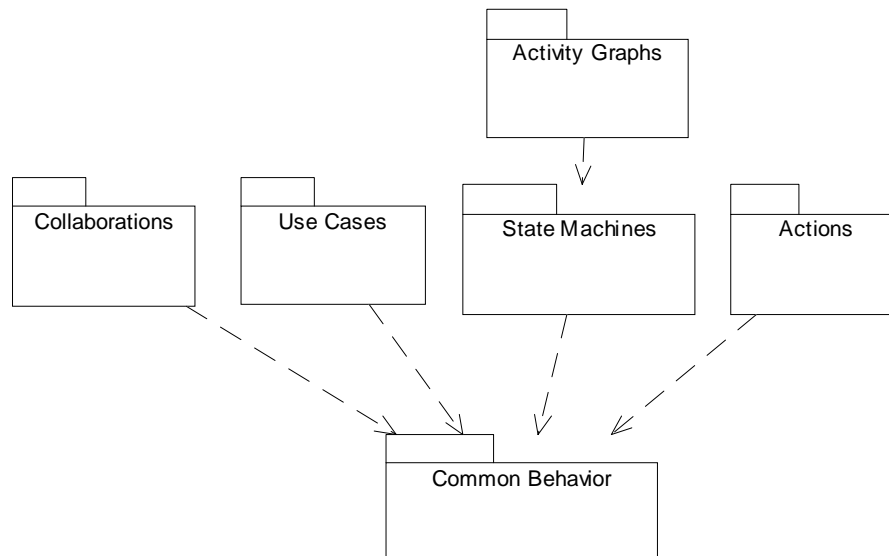 Activity Graphs
Collaborations
Use Cases
State Machines
Actions
Common Behavior